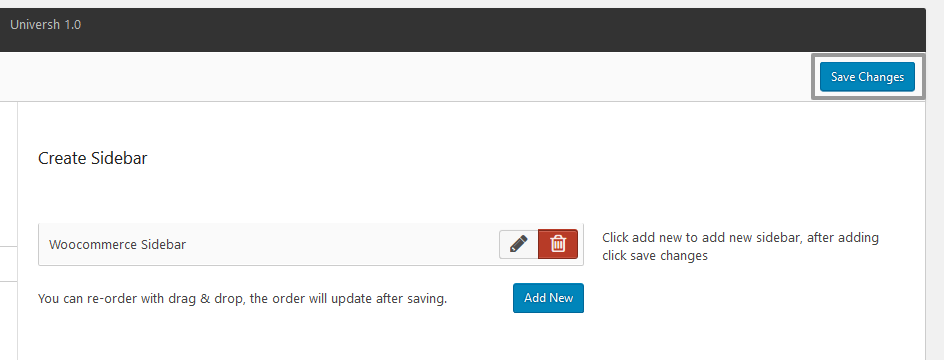 Universh 1.0
Save Changes
Create Sidebar
Woocommerce Sidebar
Click add new to add new sidebar, after adding
click save changes
You can re-order with drag & drop, the order will update after saving.
Add New